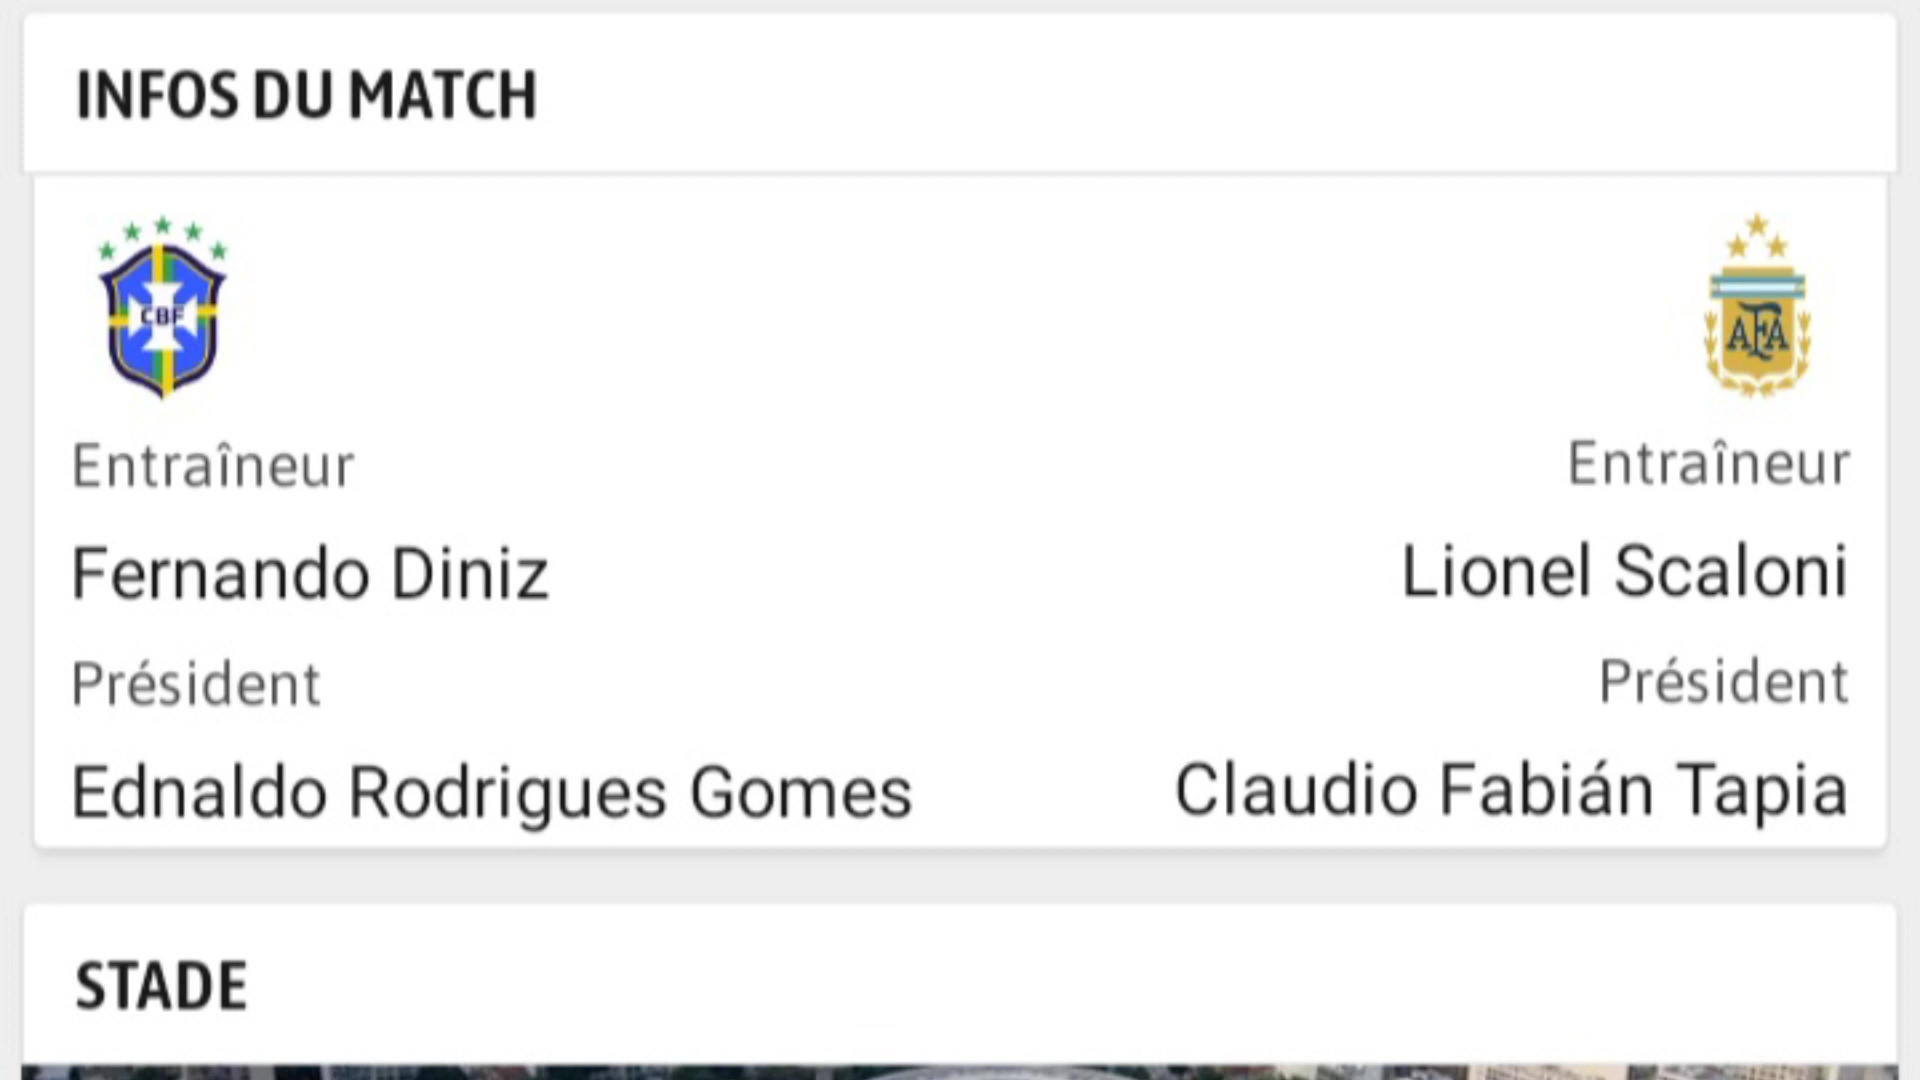 INFOS DU MATCH
CBF
AFA
Entraîneur
Entraîneur
Fernando Diniz
Lionel Scaloni
Président
Président
Ednaldo Rodrigues Gomes
Claudio Fabián Tapia
STADE